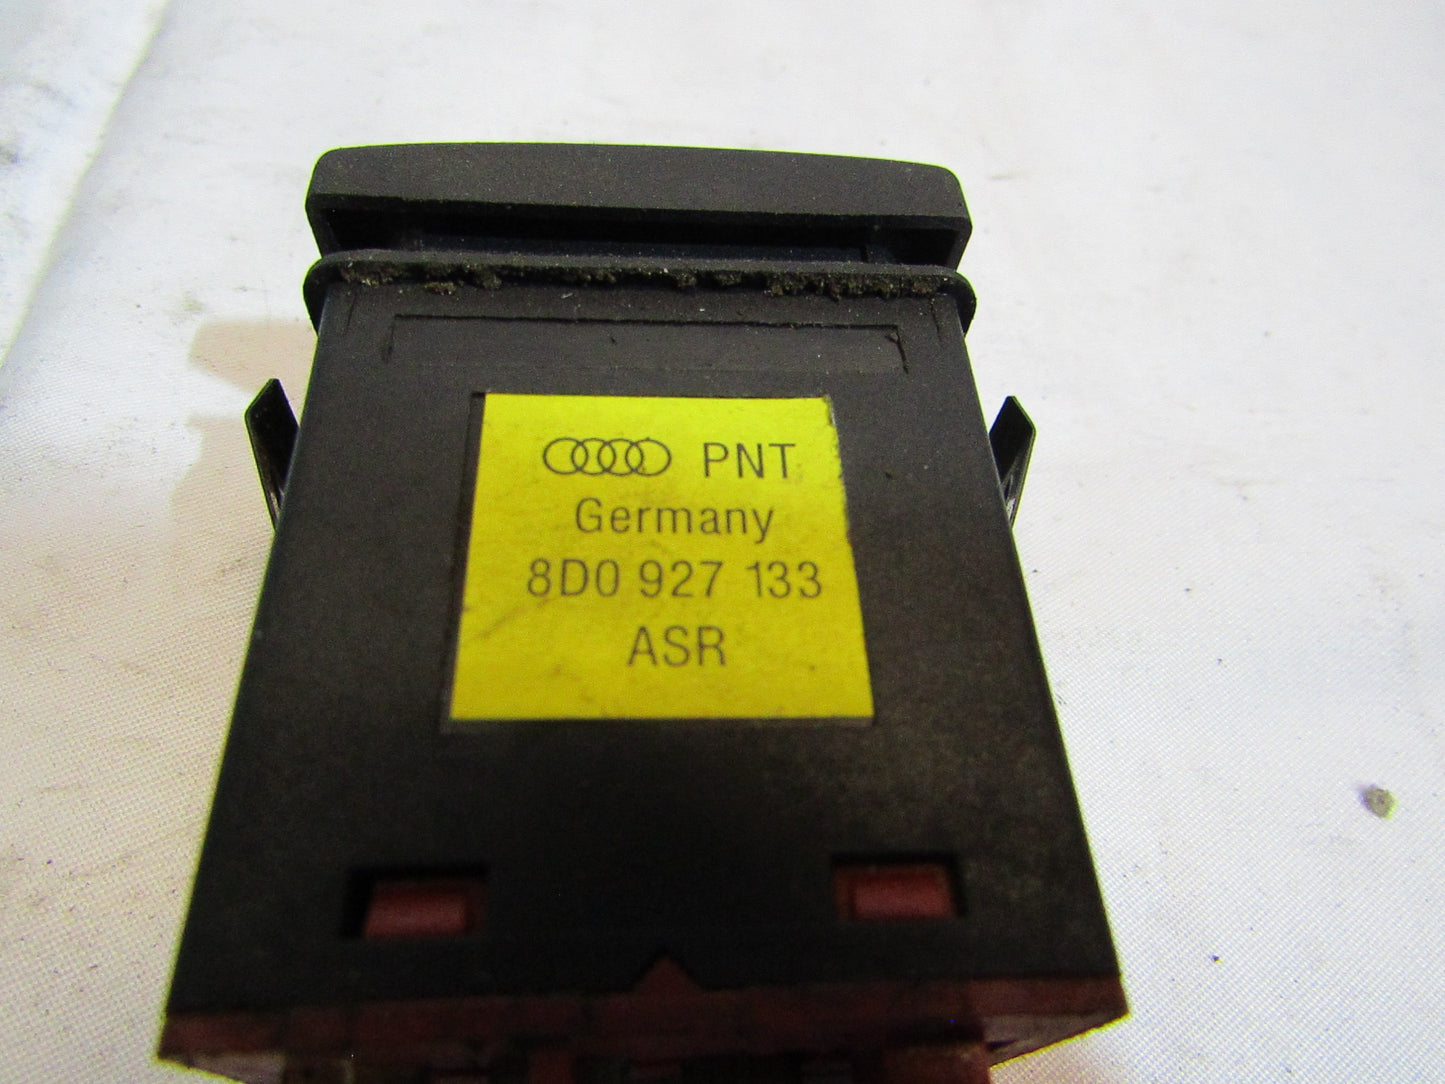 PNT
Germany
8D0 927 133
ASR